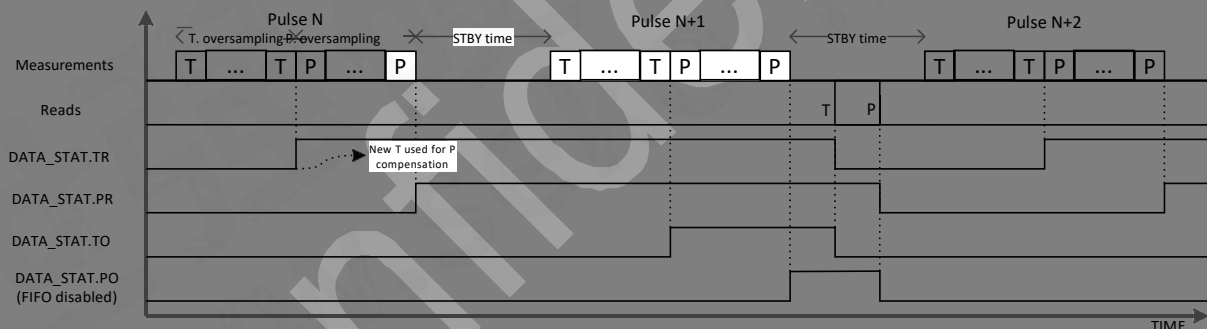 Pulse N
Pulse N+1
Pulse N+2
T. oversampling P. oversampling
STBY time
STBY time
Measurements
T ... T P ... P
T ... T P ... P
T ... T P ... P
Reads
T P
DATA_STAT.TR
New T used for P
compensation
DATA_STAT.PR
DATA_STAT.TO
DATA_STAT.PO
(FIFO disabled)
TIME